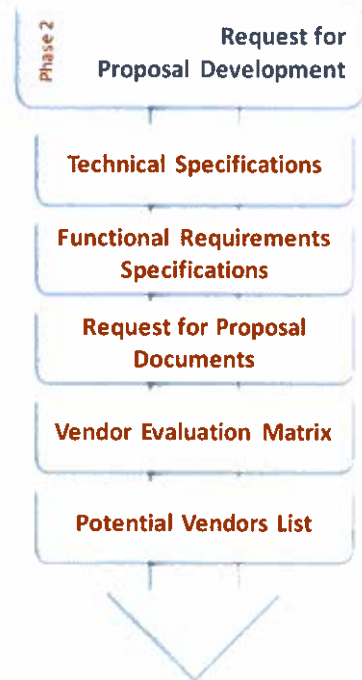 Phase 2
Request for
Proposal Development
Technical Specifications
Functional Requirements
Specifications
Request for Proposal
Documents
Vendor Evaluation Matrix
Potential Vendors List